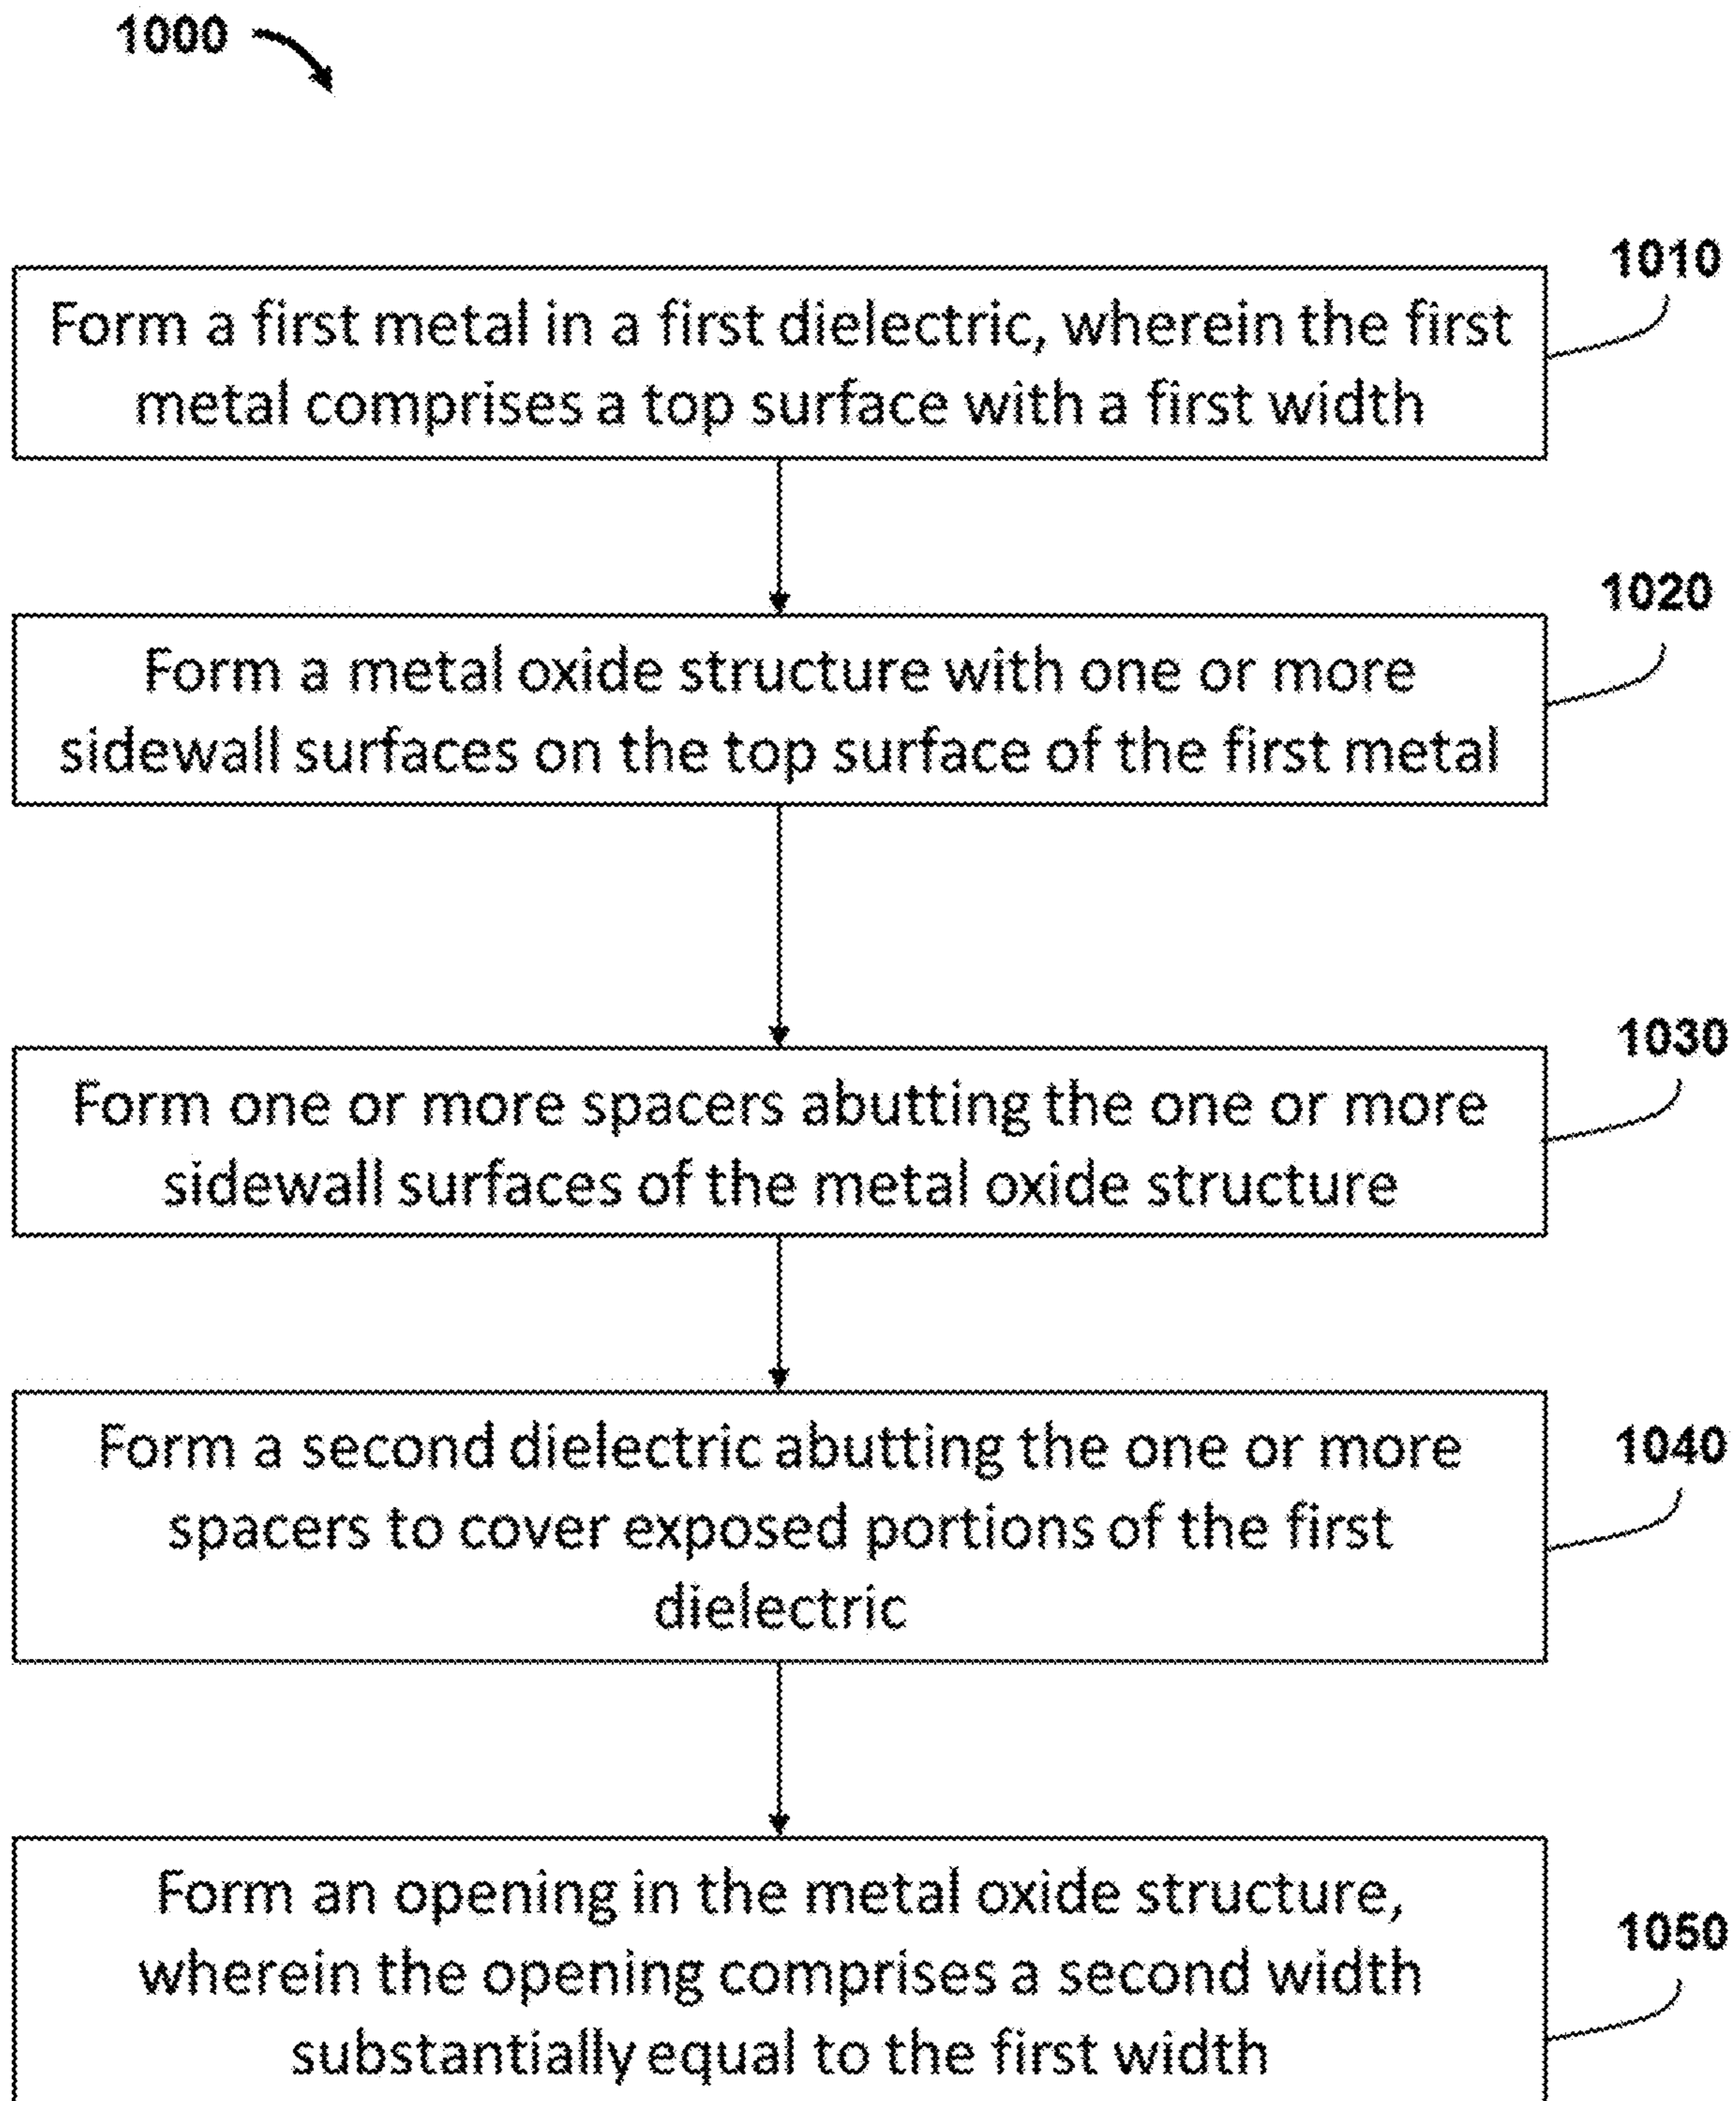 1000
1010
Form a first metal in a first dielectric, wherein the first
metal comprises a top surface with a first width
1020
Form a metal oxide structure with one or more
sidewall surfaces on the top surface of the first metal
1030
Form one or more spacers abutting the one or more
sidewall surfaces of the metal oxide structure
1040
Form a second dielectric abutting the one or more
spacers to cover exposed portions of the first
dielectric
1050
Form an opening in the metal oxide structure,
wherein the opening comprises a second width
substantially equal to the first width